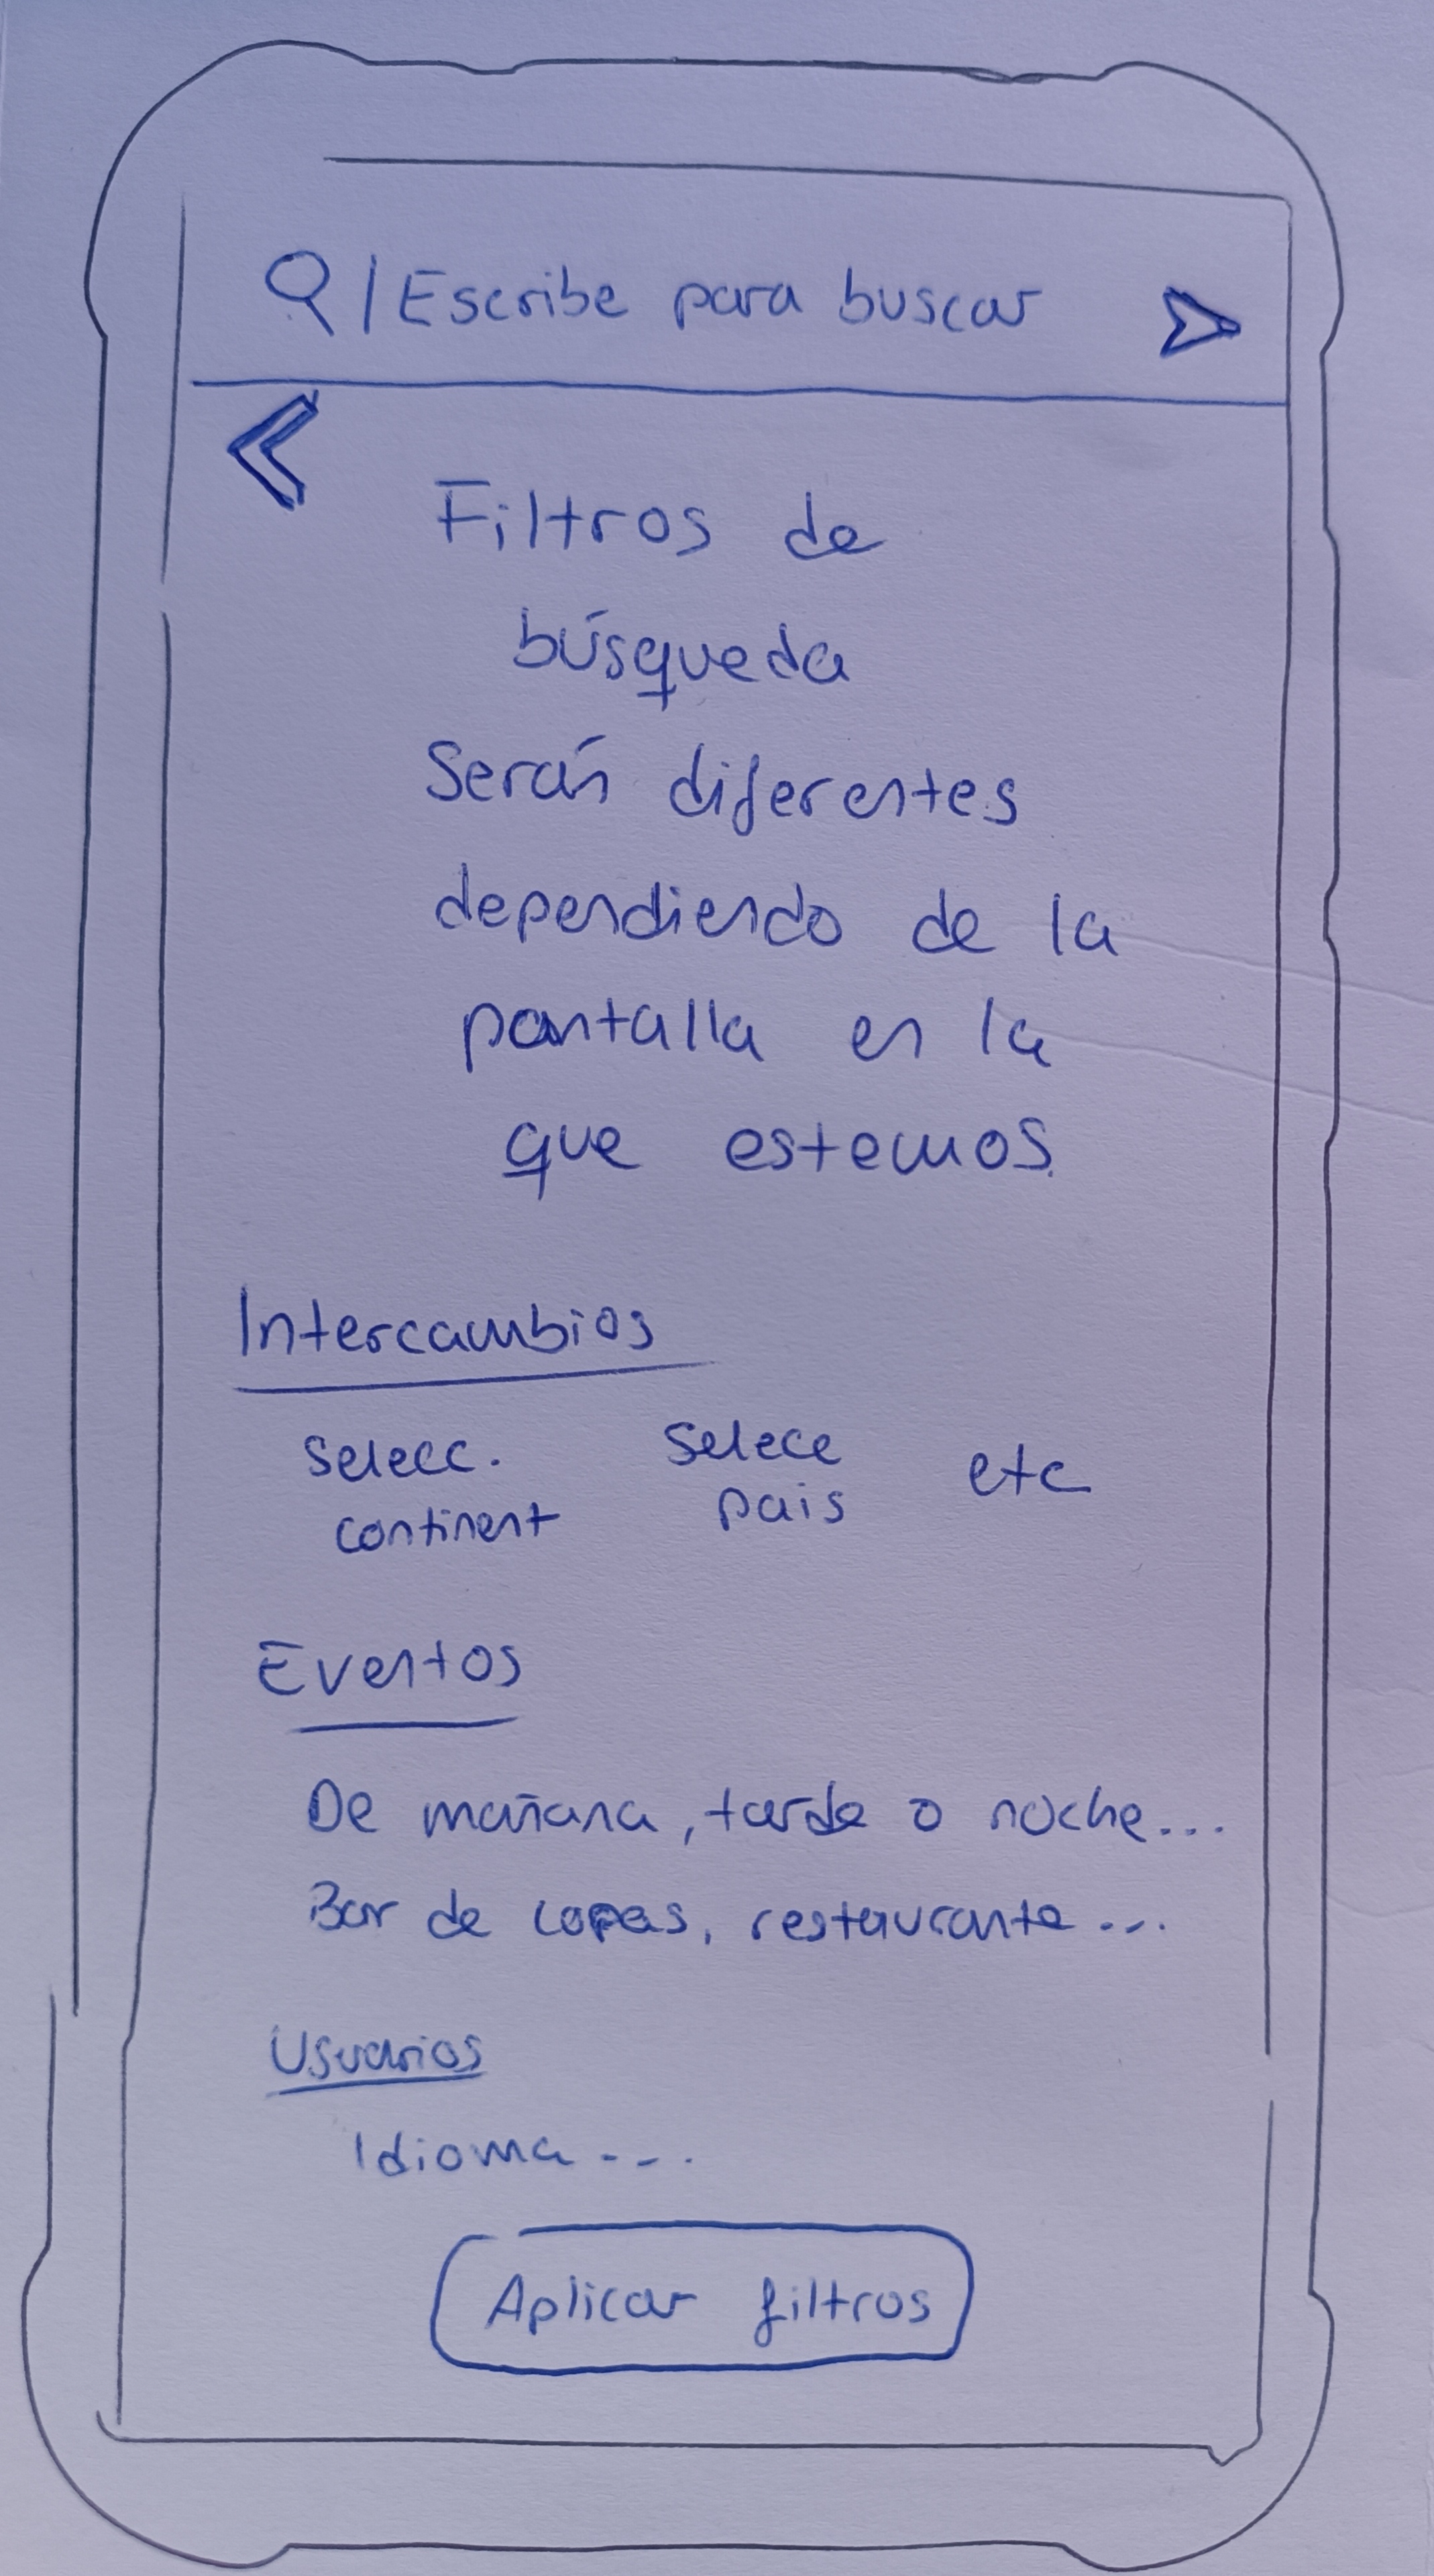 Escribe para buscar
Filtros de
búsqueda
Serán diferentes
dependiendo de la
pantalla en la
que estemos.
Intercambios
Selecc. Selecc etc
continent pais
Eventos
De mañana, tarde o noche...
Bar de copas, restaurante...
Usuarios
Idioma...
Aplicar filtros